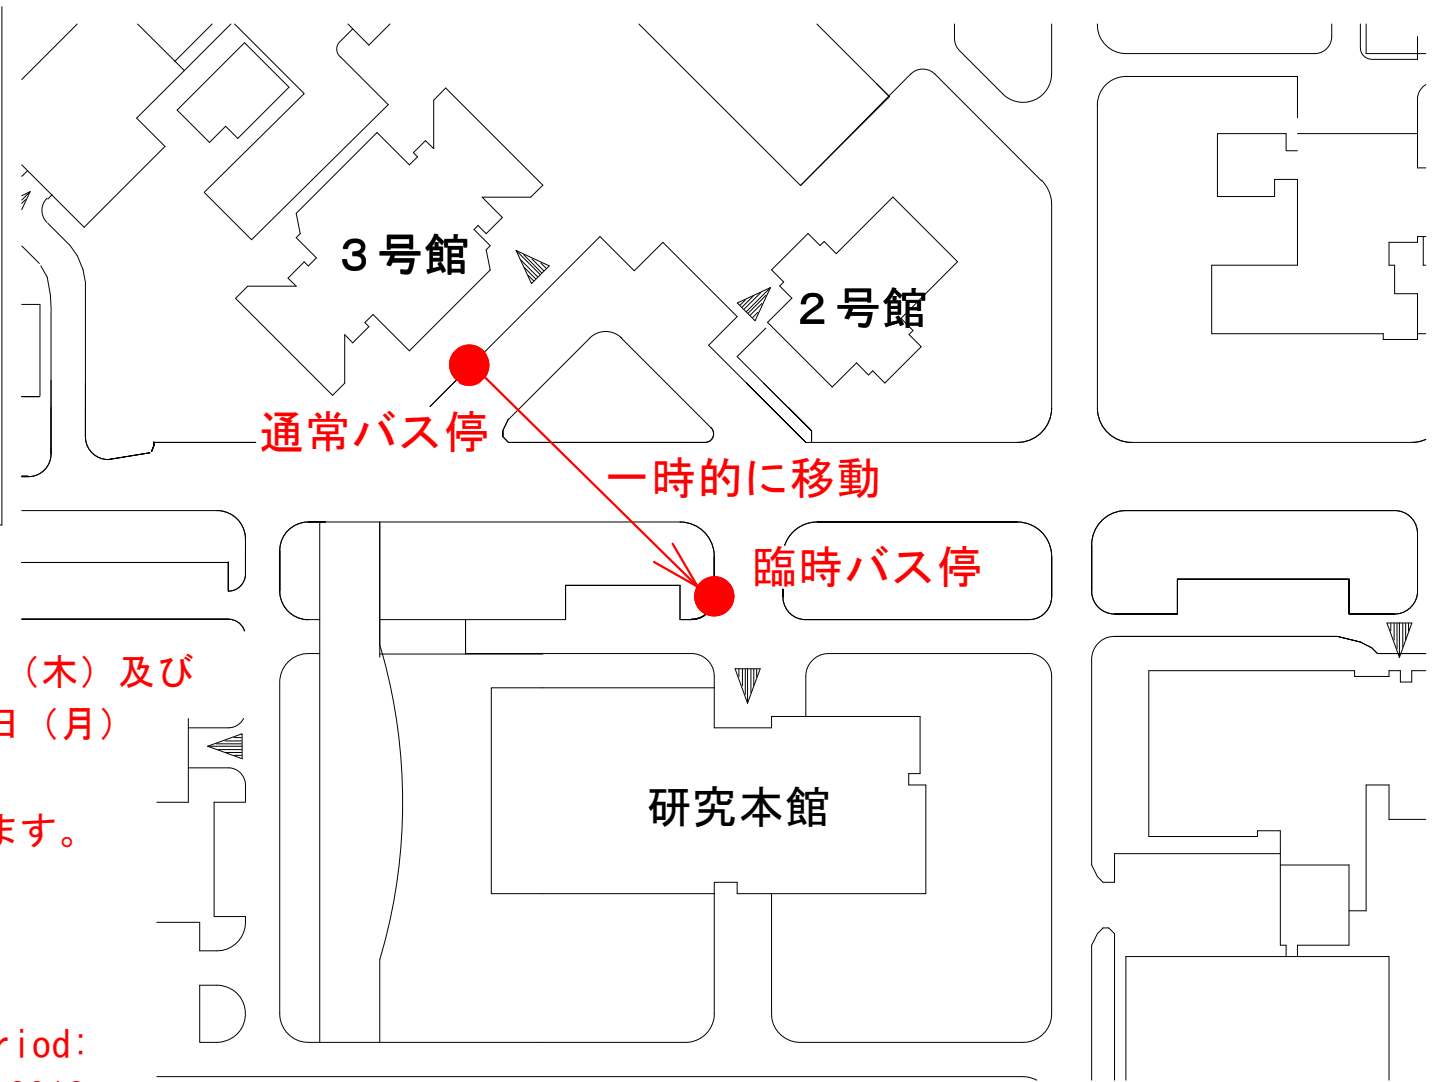 ３号館
２号館
通常バス停
一時的に移動
臨時バス停
（木）及び
日（月）
研究本館
ます。
riod: